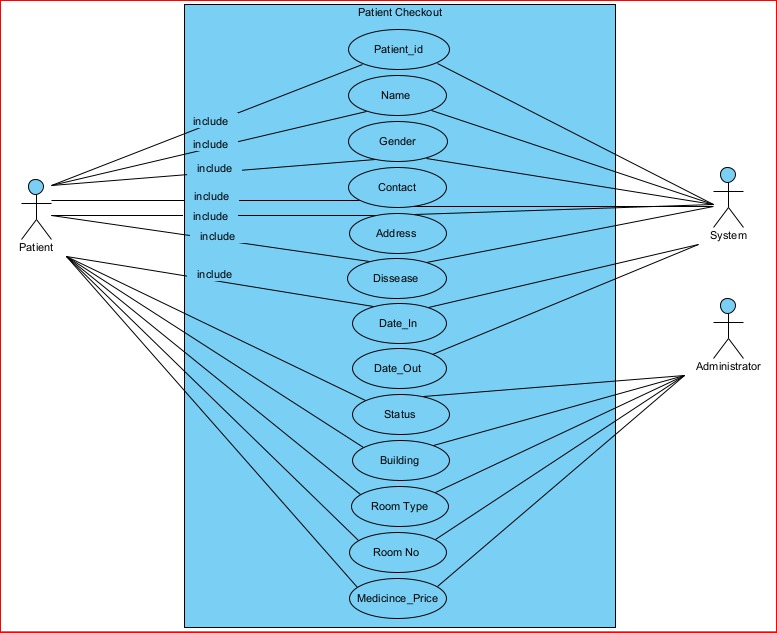 Patient Checkout
Patient_id
Name
include
include
Gender
include
Contact
include
include
Address
include
Patient
System
Dissease
include
Date_In
Date_Out
Administrator
Status
Building
Room Type
Room No
Medicince_Price